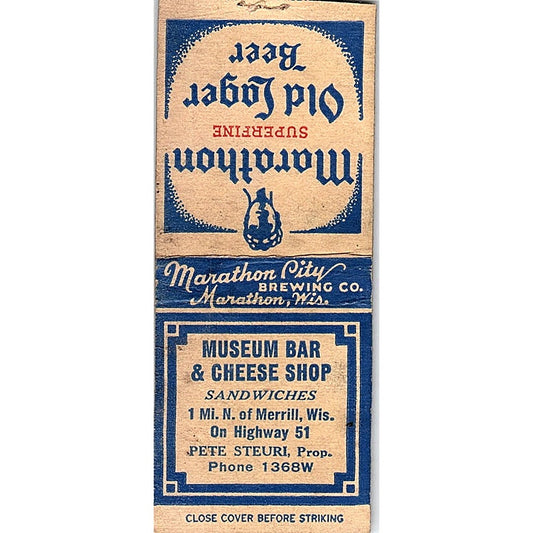 Marathon
SUPERFINE
Old Lager
Beer
Marathon City
BREWING CO.
Marathon, Wis.
MUSEUM BAR
& CHEESE SHOP
SANDWICHES
1 Mi. N. of Merrill, Wis.
On Highway 51
PETE STEURI, Prop.
Phone 1368W
CLOSE COVER BEFORE STRIKING